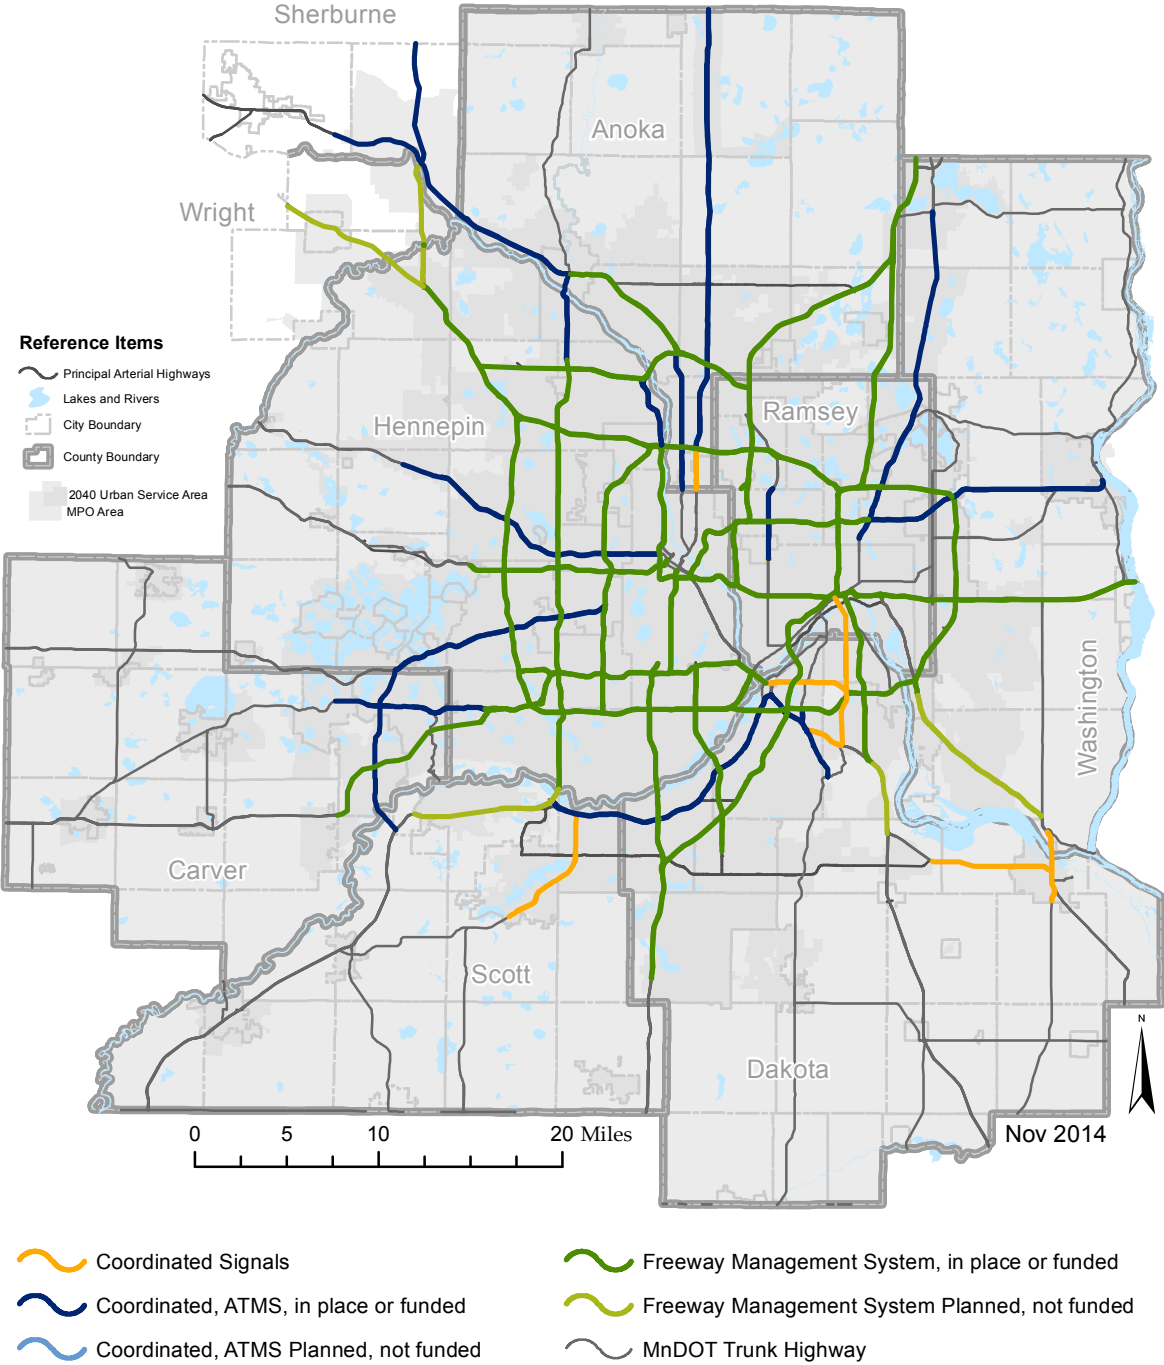 Sherburne
Anoka
Wright
Reference Items
Principal Arterial Highways
Lakes and Rivers
City Boundary
County Boundary
2040 Urban Service Area
MPO Area
Hennepin
Ramsey
Washington
Carver
Scott
Dakota
N
Nov 2014
0 5 10 20 Miles
Coordinated Signals
Coordinated, ATMS, in place or funded
Coordinated, ATMS Planned, not funded
Freeway Management System, in place or funded
Freeway Management System Planned, not funded
MnDOT Trunk Highway